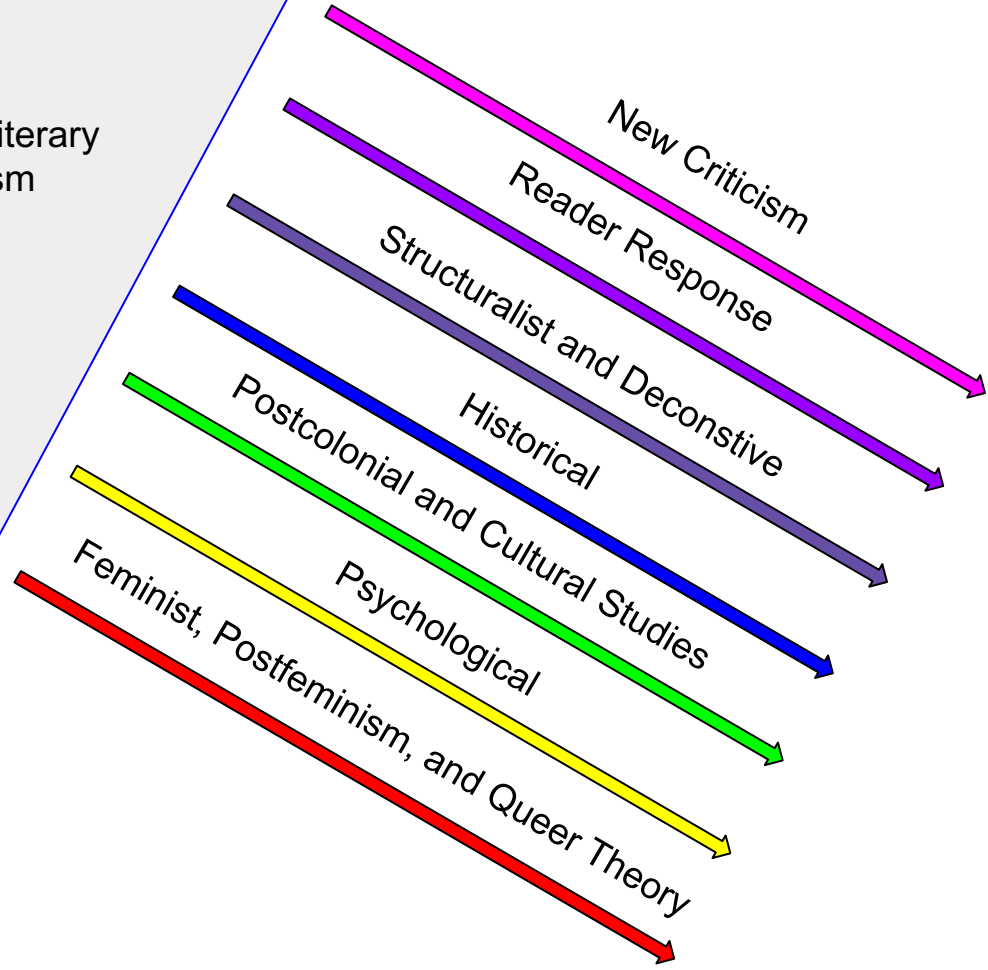 iterary
sm
New Criticism
Reader Response
Structuralist and Deconstive
Historical
Postcolonial and Cultural Studies
Psychological
Feminist, Postfeminism, and Queer Theory